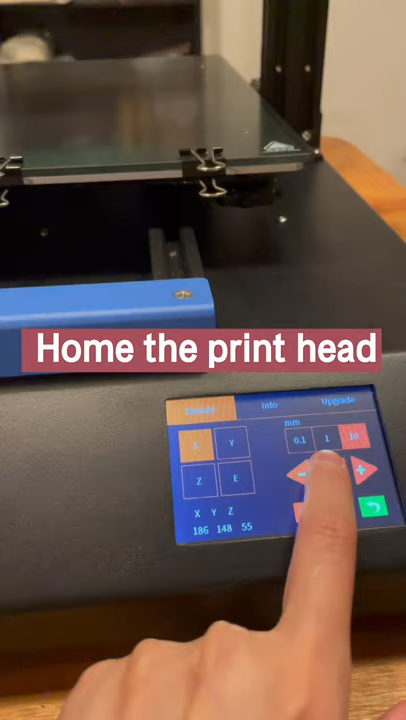 Home the print head
Info
Upgrade
mm
X
Y
0.1
1
10
-
+
Z
E
X Y Z
186 148 55